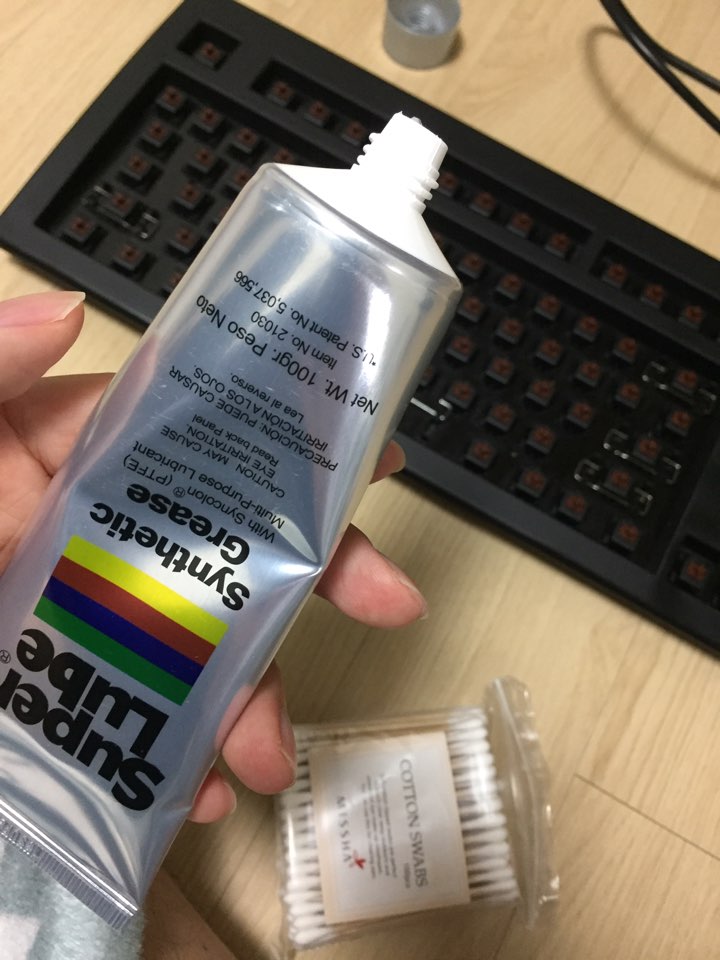 Super
Lube®
Synthetic
Grease
With Syncolon® (PTFE)
Multi-Purpose Lubricant
CAUTION: MAY CAUSE
EYE IRRITATION.
Read back Panel
PRECAUCIÓN: PUEDE CAUSAR
IRRITACIÓN A LOS OJOS.
Lea al reverso.
Net Wt. 100gr. Peso Neto
Item No. 21030
*U.S. Patent No. 5,037,566
COTTON SWABS
MISSHA